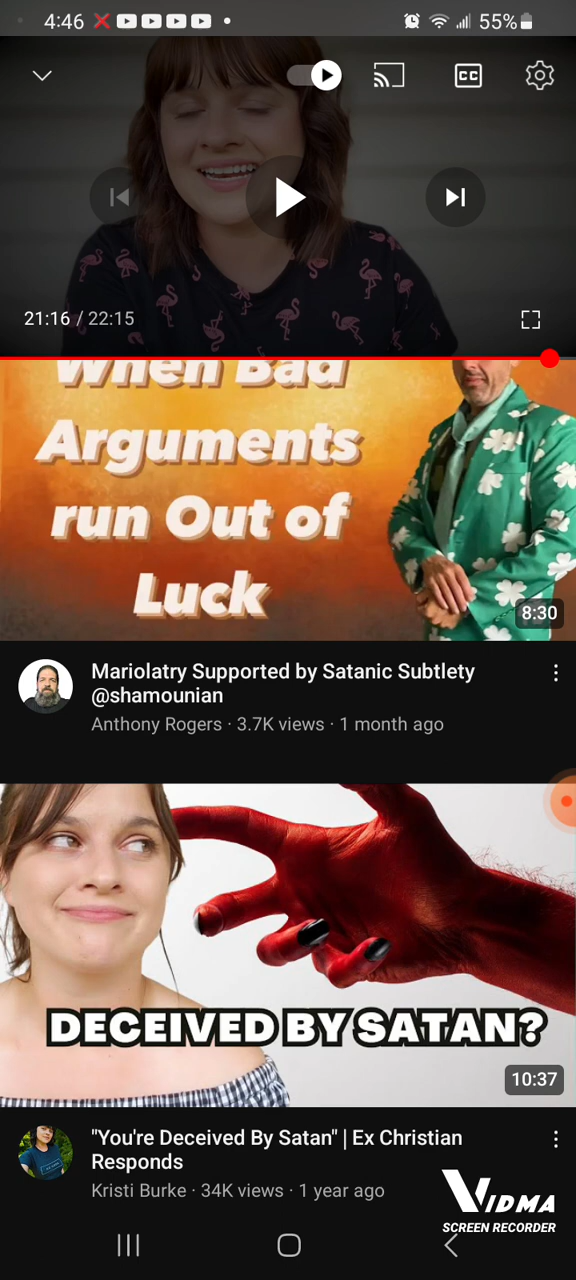 4:46
55%
CC
21:16 / 22:15
When Bad
Arguments
run Out of
Luck
8:30
Mariolatry Supported by Satanic Subtlety
@shamounian
Anthony Rogers · 3.7K views · 1 month ago
DECEIVED BY SATAN?
10:37
"You're Deceived By Satan" | Ex Christian
Responds
Kristi Burke · 34K views · 1 year ago
VIDMA
SCREEN RECORDER